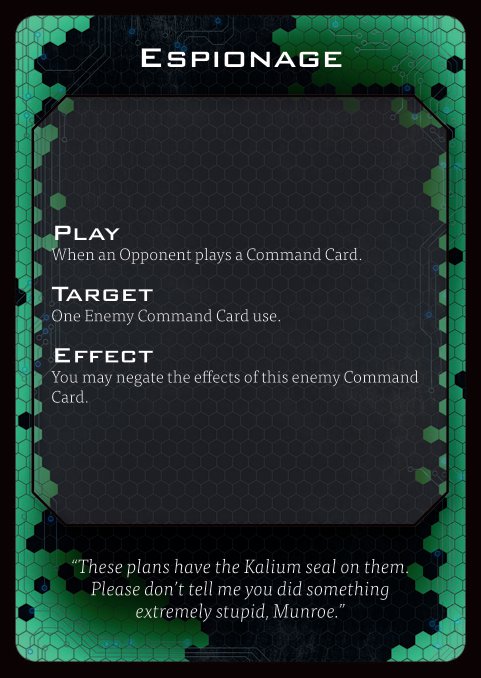 Espionage
Play
When an Opponent plays a Command Card.
Target
One Enemy Command Card use.
Effect
You may negate the effects of this enemy Command
Card.
“These plans have the Kalium seal on them.
Please don’t tell me you did something
extremely stupid, Munroe.”